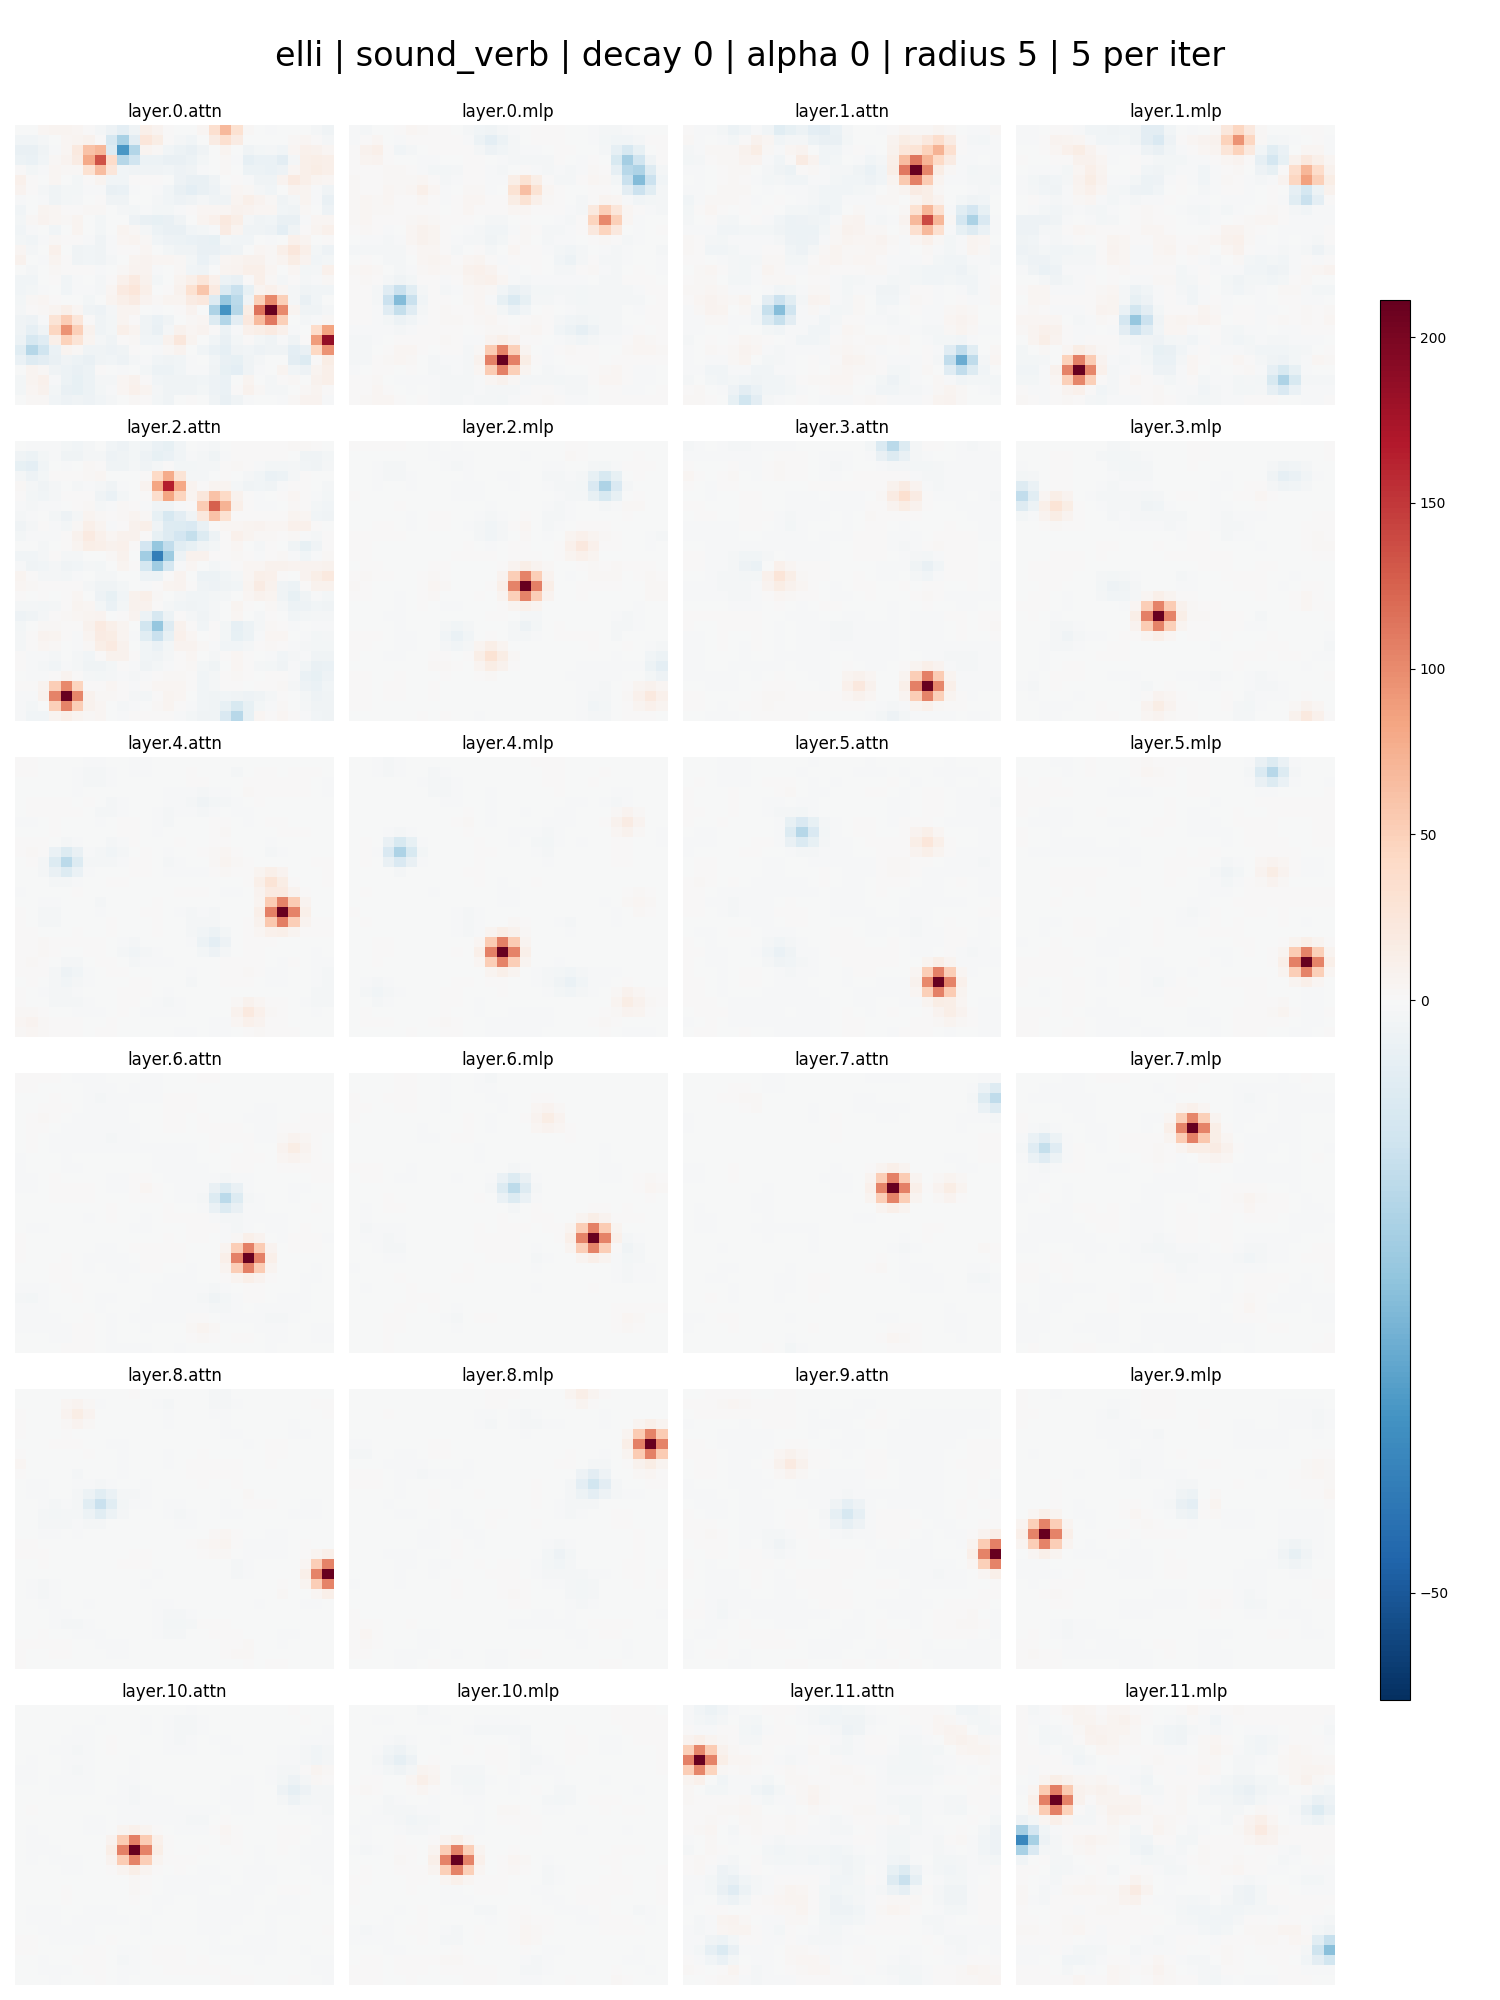 elli | sound_verb | decay 0 | alpha 0 | radius 5 | 5 per iter
layer.0.attn
layer.0.mlp
layer.1.attn
layer.1.mlp
layer.2.attn
layer.2.mlp
layer.3.attn
layer.3.mlp
layer.4.attn
layer.4.mlp
layer.5.attn
layer.5.mlp
layer.6.attn
layer.6.mlp
layer.7.attn
layer.7.mlp
layer.8.attn
layer.8.mlp
layer.9.attn
layer.9.mlp
layer.10.attn
layer.10.mlp
layer.11.attn
layer.11.mlp
200
150
100
50
0
−50